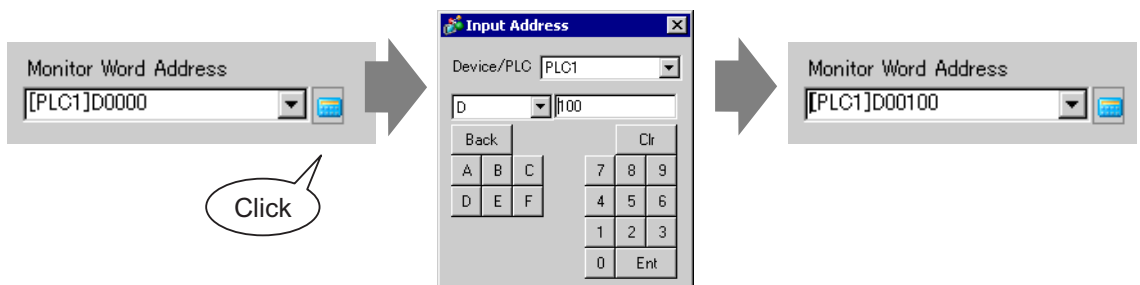 Monitor Word Address
[PLC1]D0000
Click
Input Address
Device/PLC PLC1
D 100
Back Clr
A B C 7 8 9
D E F 4 5 6
1 2 3
0 Ent
Monitor Word Address
[PLC1]D00100